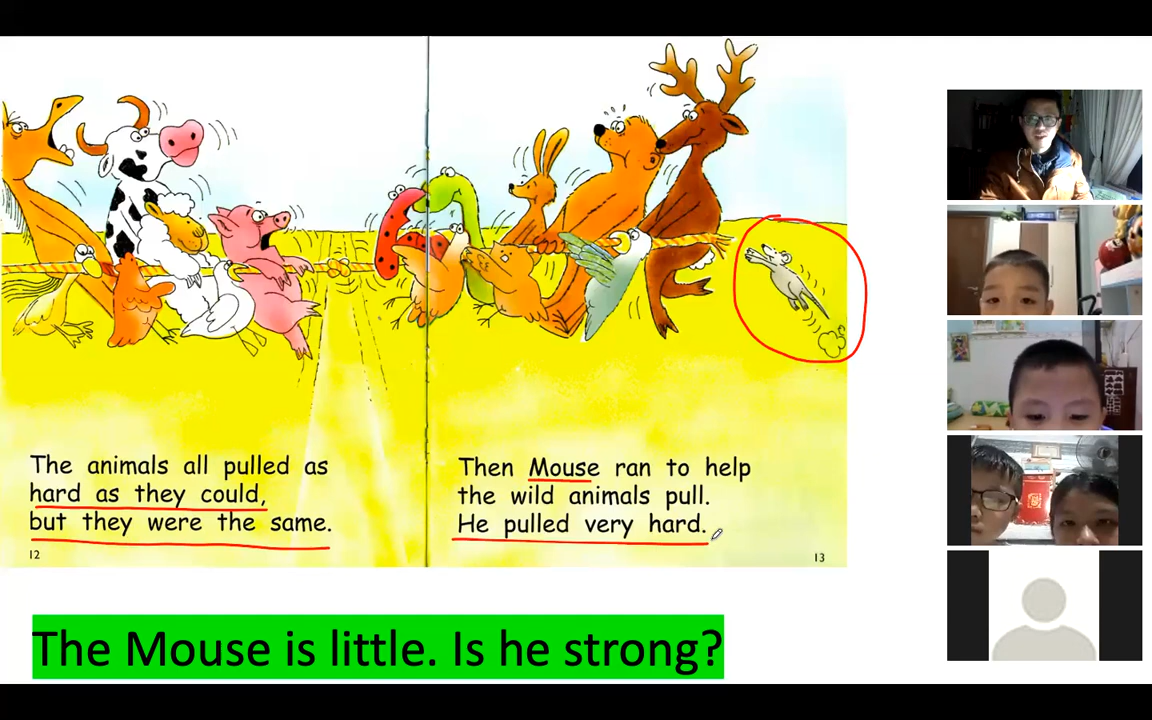 The animals all pulled as
hard as they could,
but they were the same.
12
Then Mouse ran to help
the wild animals pull.
He pulled very hard.
13
The Mouse is little. Is he strong?